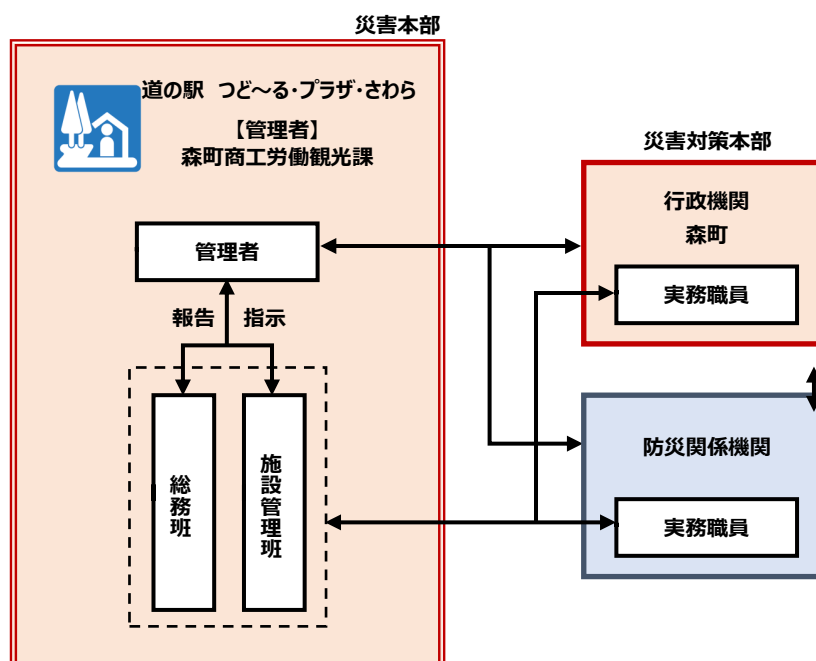 災害本部
道の駅 つど～る・プラザ・さわら
【管理者】
森町商工労働観光課
管理者
報告 指示
総務班
施設管理班
災害対策本部
行政機関
森町
実務職員
防災関係機関
実務職員